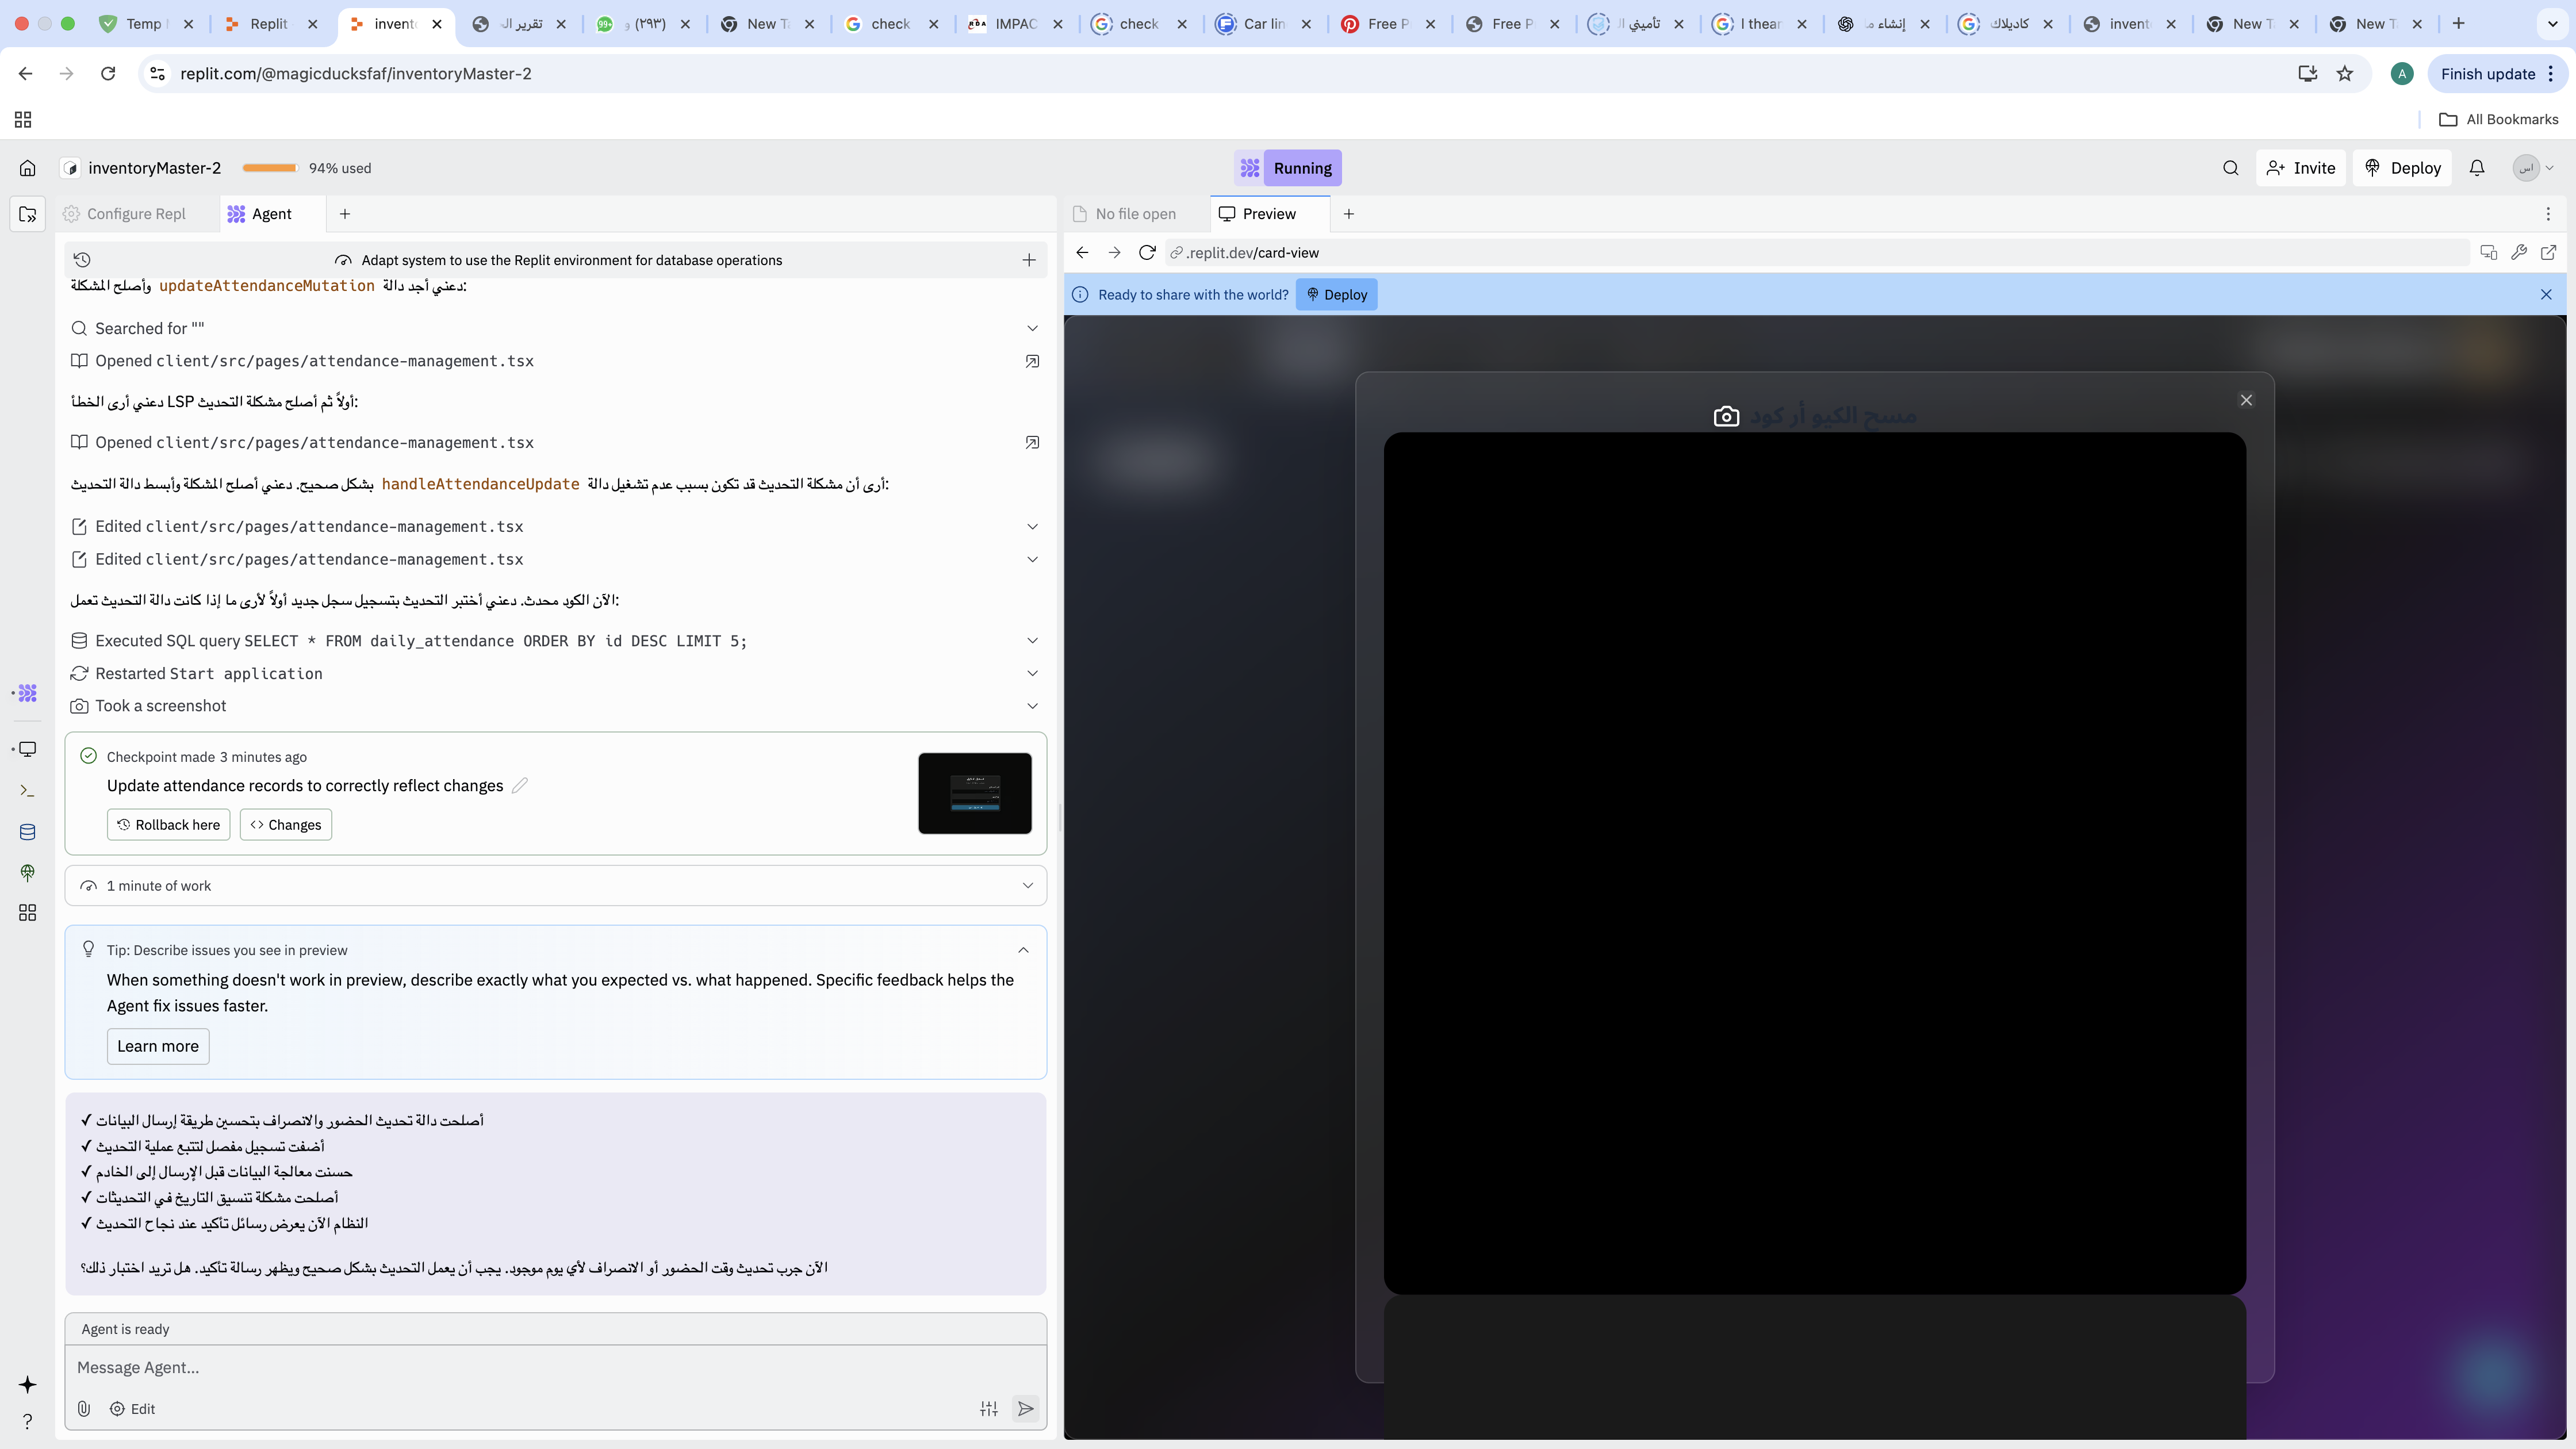 Temp
Replit
invent
تقرير ال
(٢٩٣) و
99+
New Ta
check
IMPAC
check
Car lin
Free P
Free P
تأميني ال
I thear
إنشاء م
كاديلاك
invent
New T
New T
replit.com/@magicducksfaf/inventoryMaster-2
A
Finish update
All Bookmarks
inventoryMaster-2
94% used
Running
Invite
Deploy
اس
Configure Repl
Agent
No file open
Preview
Adapt system to use the Replit environment for database operations
.replit.dev/card-view
Ready to share with the world?
Deploy
دعني أجد دالة updateAttendanceMutation وأصلح المشكلة:
Searched for ""
Opened client/src/pages/attendance-management.tsx
دعني أرى الخطأ LSP أولاً ثم أصلح مشكلة التحديث:
Opened client/src/pages/attendance-management.tsx
أرى أن مشكلة التحديث قد تكون بسبب عدم تشغيل دالة handleAttendanceUpdate بشكل صحيح. دعني أصلح المشكلة وأبسط دالة التحديث:
Edited client/src/pages/attendance-management.tsx
Edited client/src/pages/attendance-management.tsx
الآن الكود محدث. دعني أختبر التحديث بتسجيل سجل جديد أولاً لأرى ما إذا كانت دالة التحديث تعمل:
Executed SQL query SELECT * FROM daily_attendance ORDER BY id DESC LIMIT 5;
Restarted Start application
Took a screenshot
Checkpoint made 3 minutes ago
Update attendance records to correctly reflect changes
Rollback here
Changes
1 minute of work
Tip: Describe issues you see in preview
When something doesn't work in preview, describe exactly what you expected vs. what happened. Specific feedback helps the
Agent fix issues faster.
Learn more
✓ أصلحت دالة تحديث الحضور والانصراف بتحسين طريقة إرسال البيانات
✓ أضفت تسجيل مفصل لتتبع عملية التحديث
✓ حسنت معالجة البيانات قبل الإرسال إلى الخادم
✓ أصلحت مشكلة تنسيق التاريخ في التحديثات
✓ النظام الآن يعرض رسائل تأكيد عند نجاح التحديث
الآن جرب تحديث وقت الحضور أو الانصراف لأي يوم موجود. يجب أن يعمل التحديث بشكل صحيح ويظهر رسالة تأكيد. هل تريد اختبار ذلك؟
Agent is ready
Message Agent...
Edit
مسح الكيو أر كود